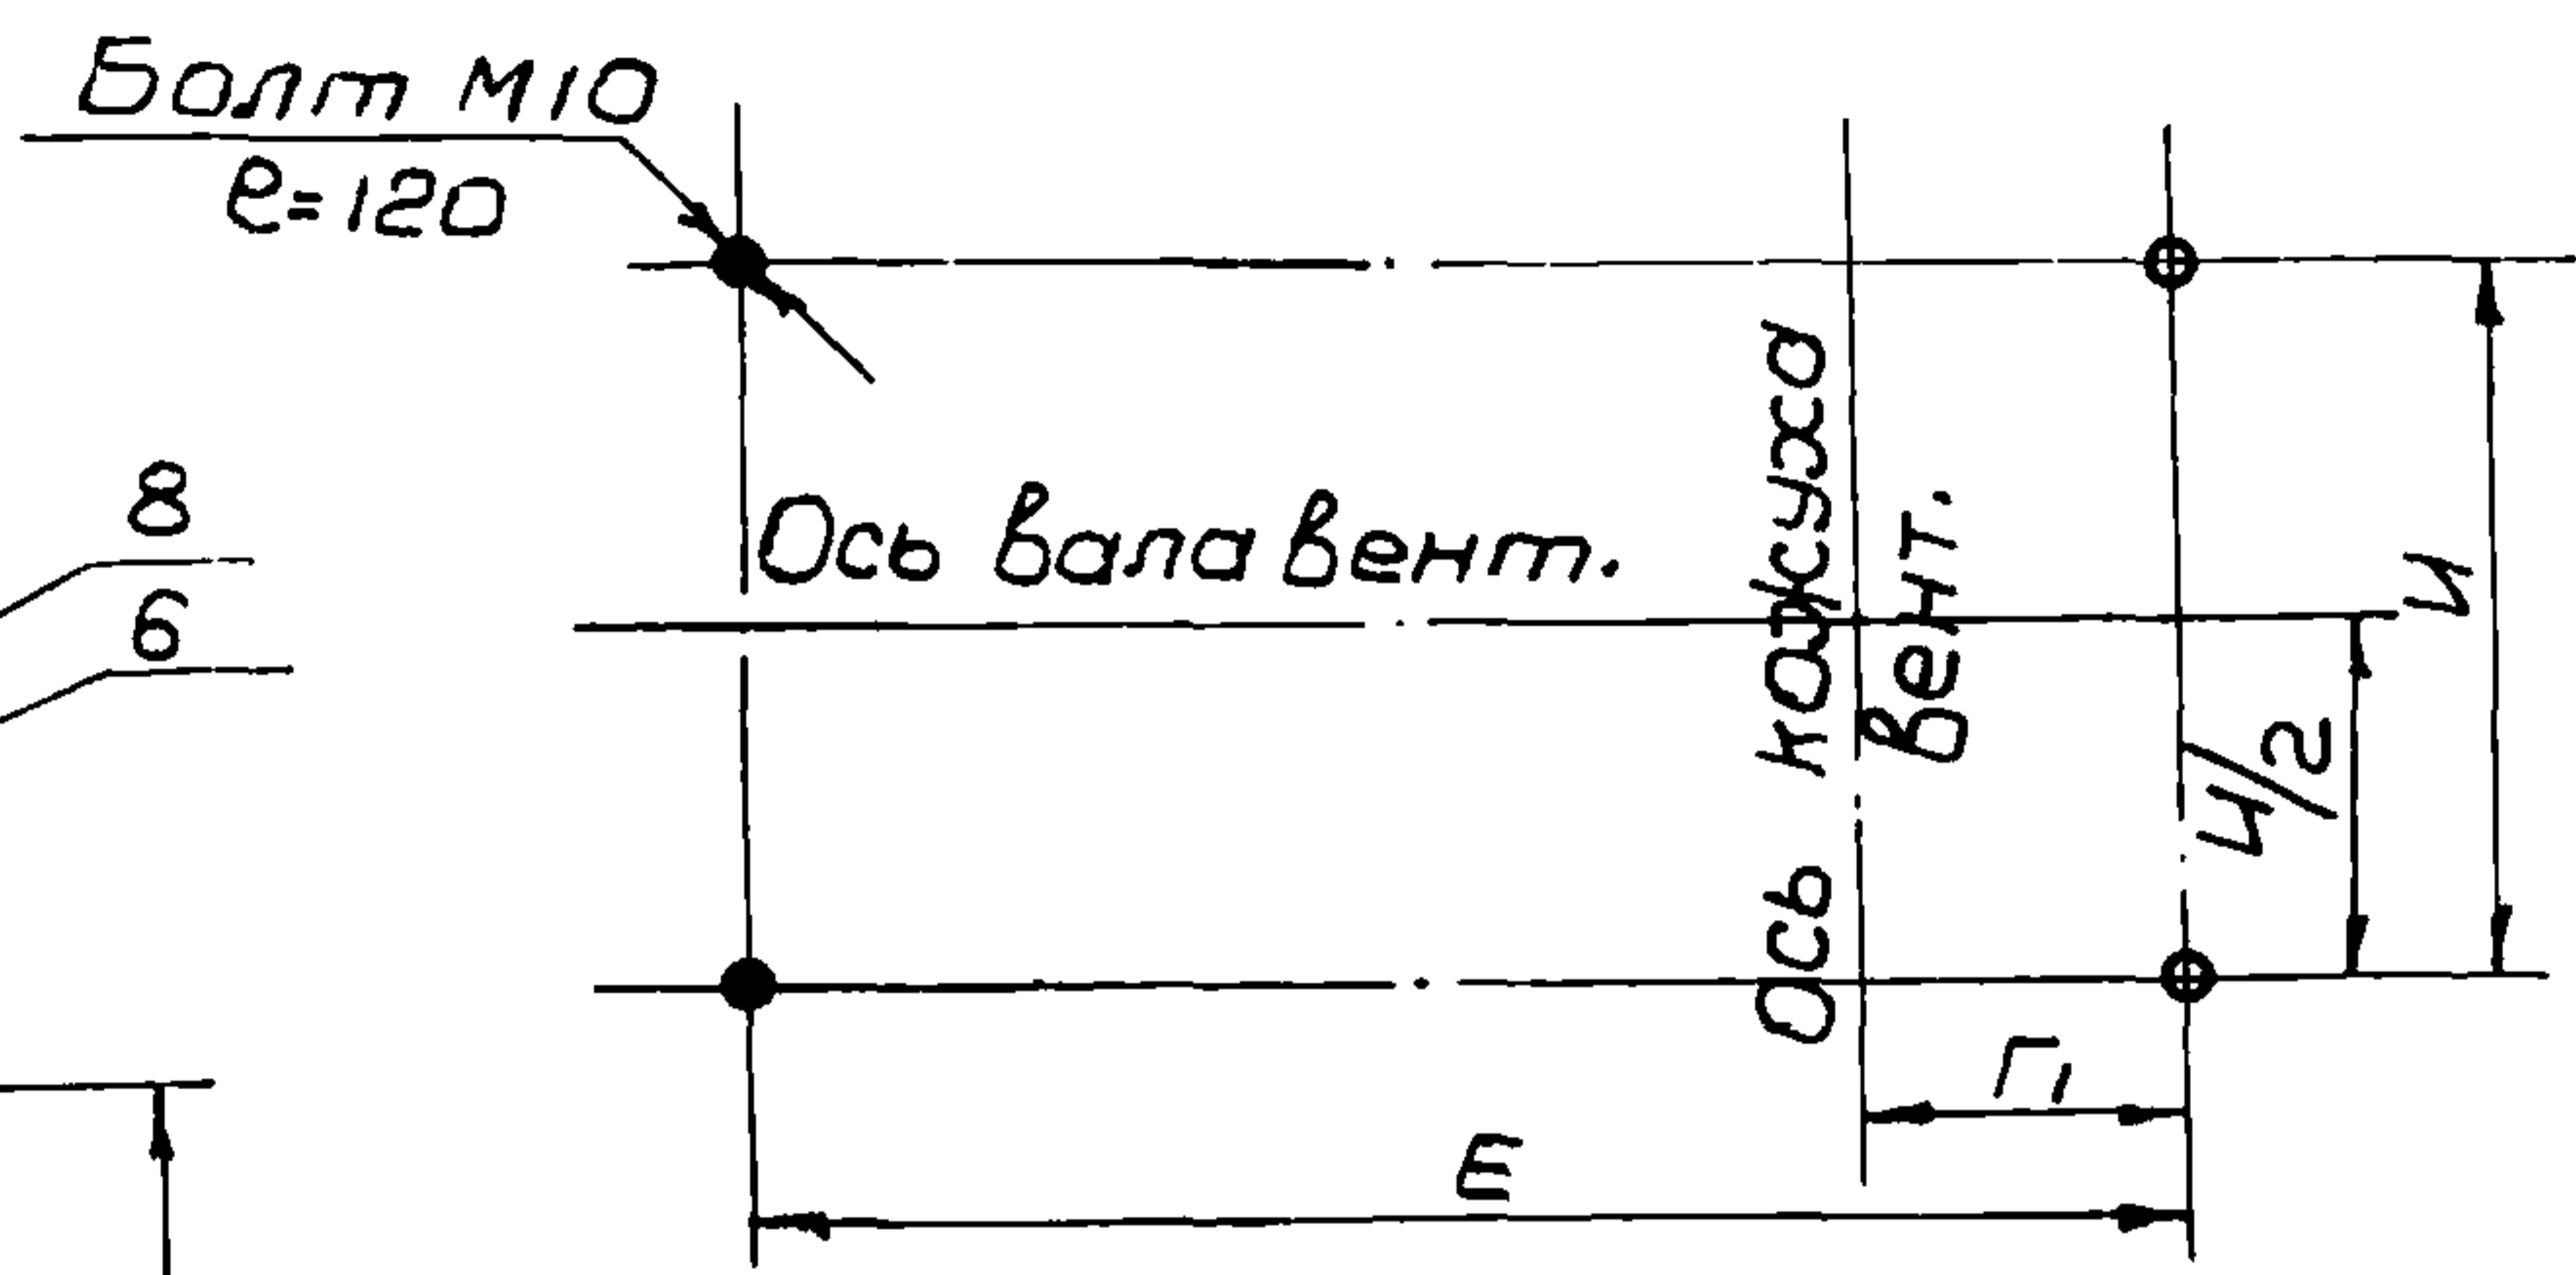 Болт М10
е=120
8
6
Ось вала вент.
Ось кожуха
вент.
И
И/2
Г₁
Е